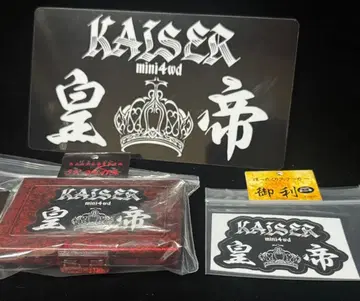 KAISER
mini4wd
皇帝
KAISER
mini4wd
皇帝
御利
KAISER
mini4wd
皇帝